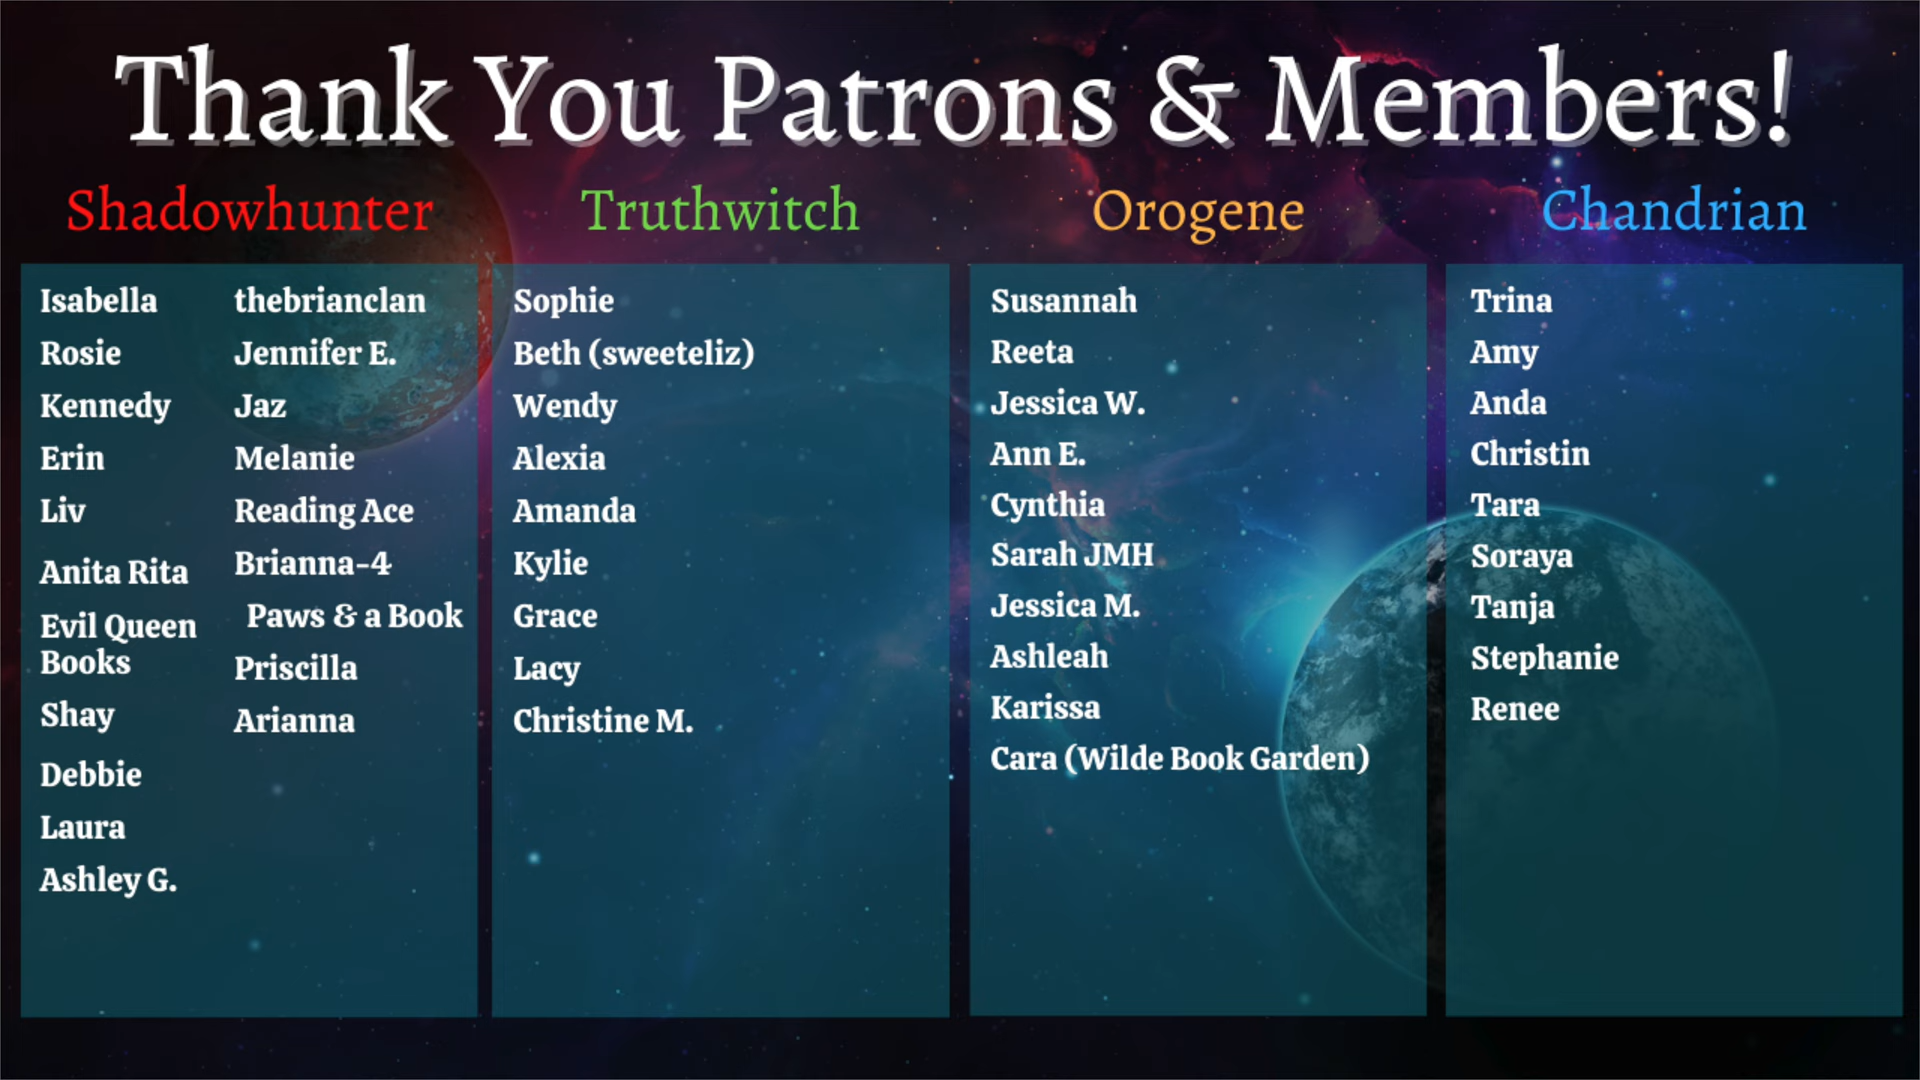 Thank You Patrons & Members!
Shadowhunter
Isabella
Rosie
Kennedy
Erin
Liv
Anita Rita
Evil Queen
Books
Shay
Debbie
Laura
Ashley G.
thebrianclan
Jennifer E.
Jaz
Melanie
Reading Ace
Brianna-4
Paws & a Book
Priscilla
Arianna
Truthwitch
Sophie
Beth (sweeteliz)
Wendy
Alexia
Amanda
Kylie
Grace
Lacy
Christine M.
Orogene
Susannah
Reeta
Jessica W.
Ann E.
Cynthia
Sarah JMH
Jessica M.
Ashleah
Karissa
Cara (Wilde Book Garden)
Chandrian
Trina
Amy
Anda
Christin
Tara
Soraya
Tanja
Stephanie
Renee